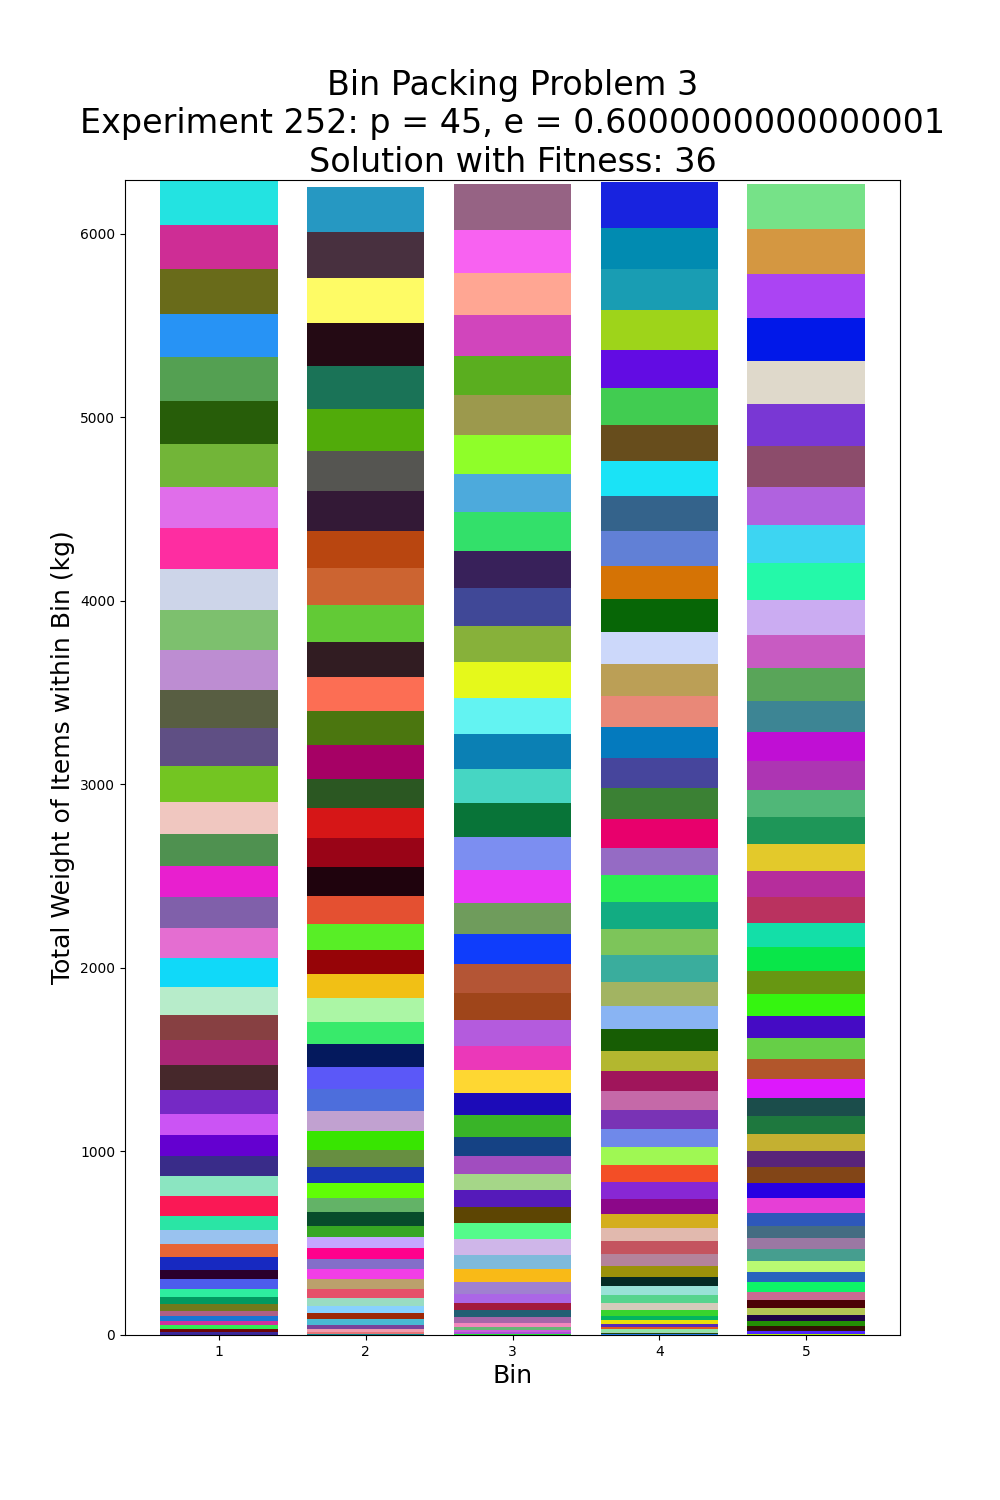 Bin Packing Problem 3
Experiment 252: p = 45, e = 0.6000000000000001
Solution with Fitness: 36
Total Weight of Items within Bin (kg)
6000
5000
4000
3000
2000
1000
0
1 2 3 4 5
Bin